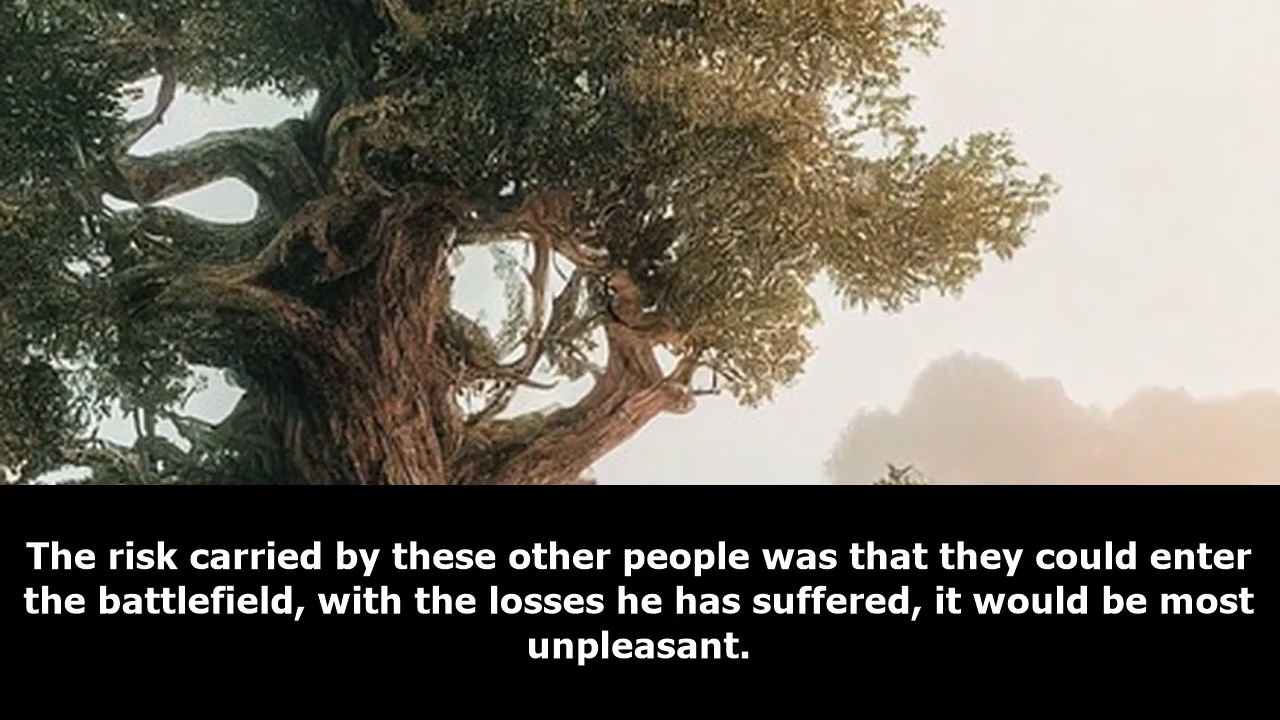 The risk carried by these other people was that they could enter
the battlefield, with the losses he has suffered, it would be most
unpleasant.